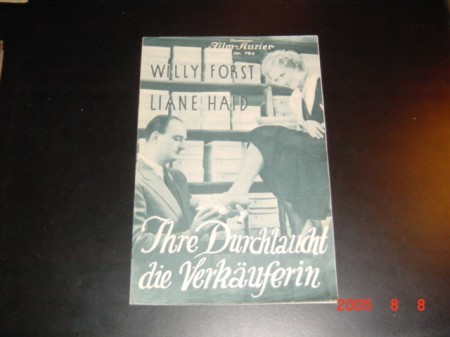 Film-Kurier
WILLY FORST
LIANE HAID
Ihre Durchlaucht
die Verkäuferin
2005 8 8